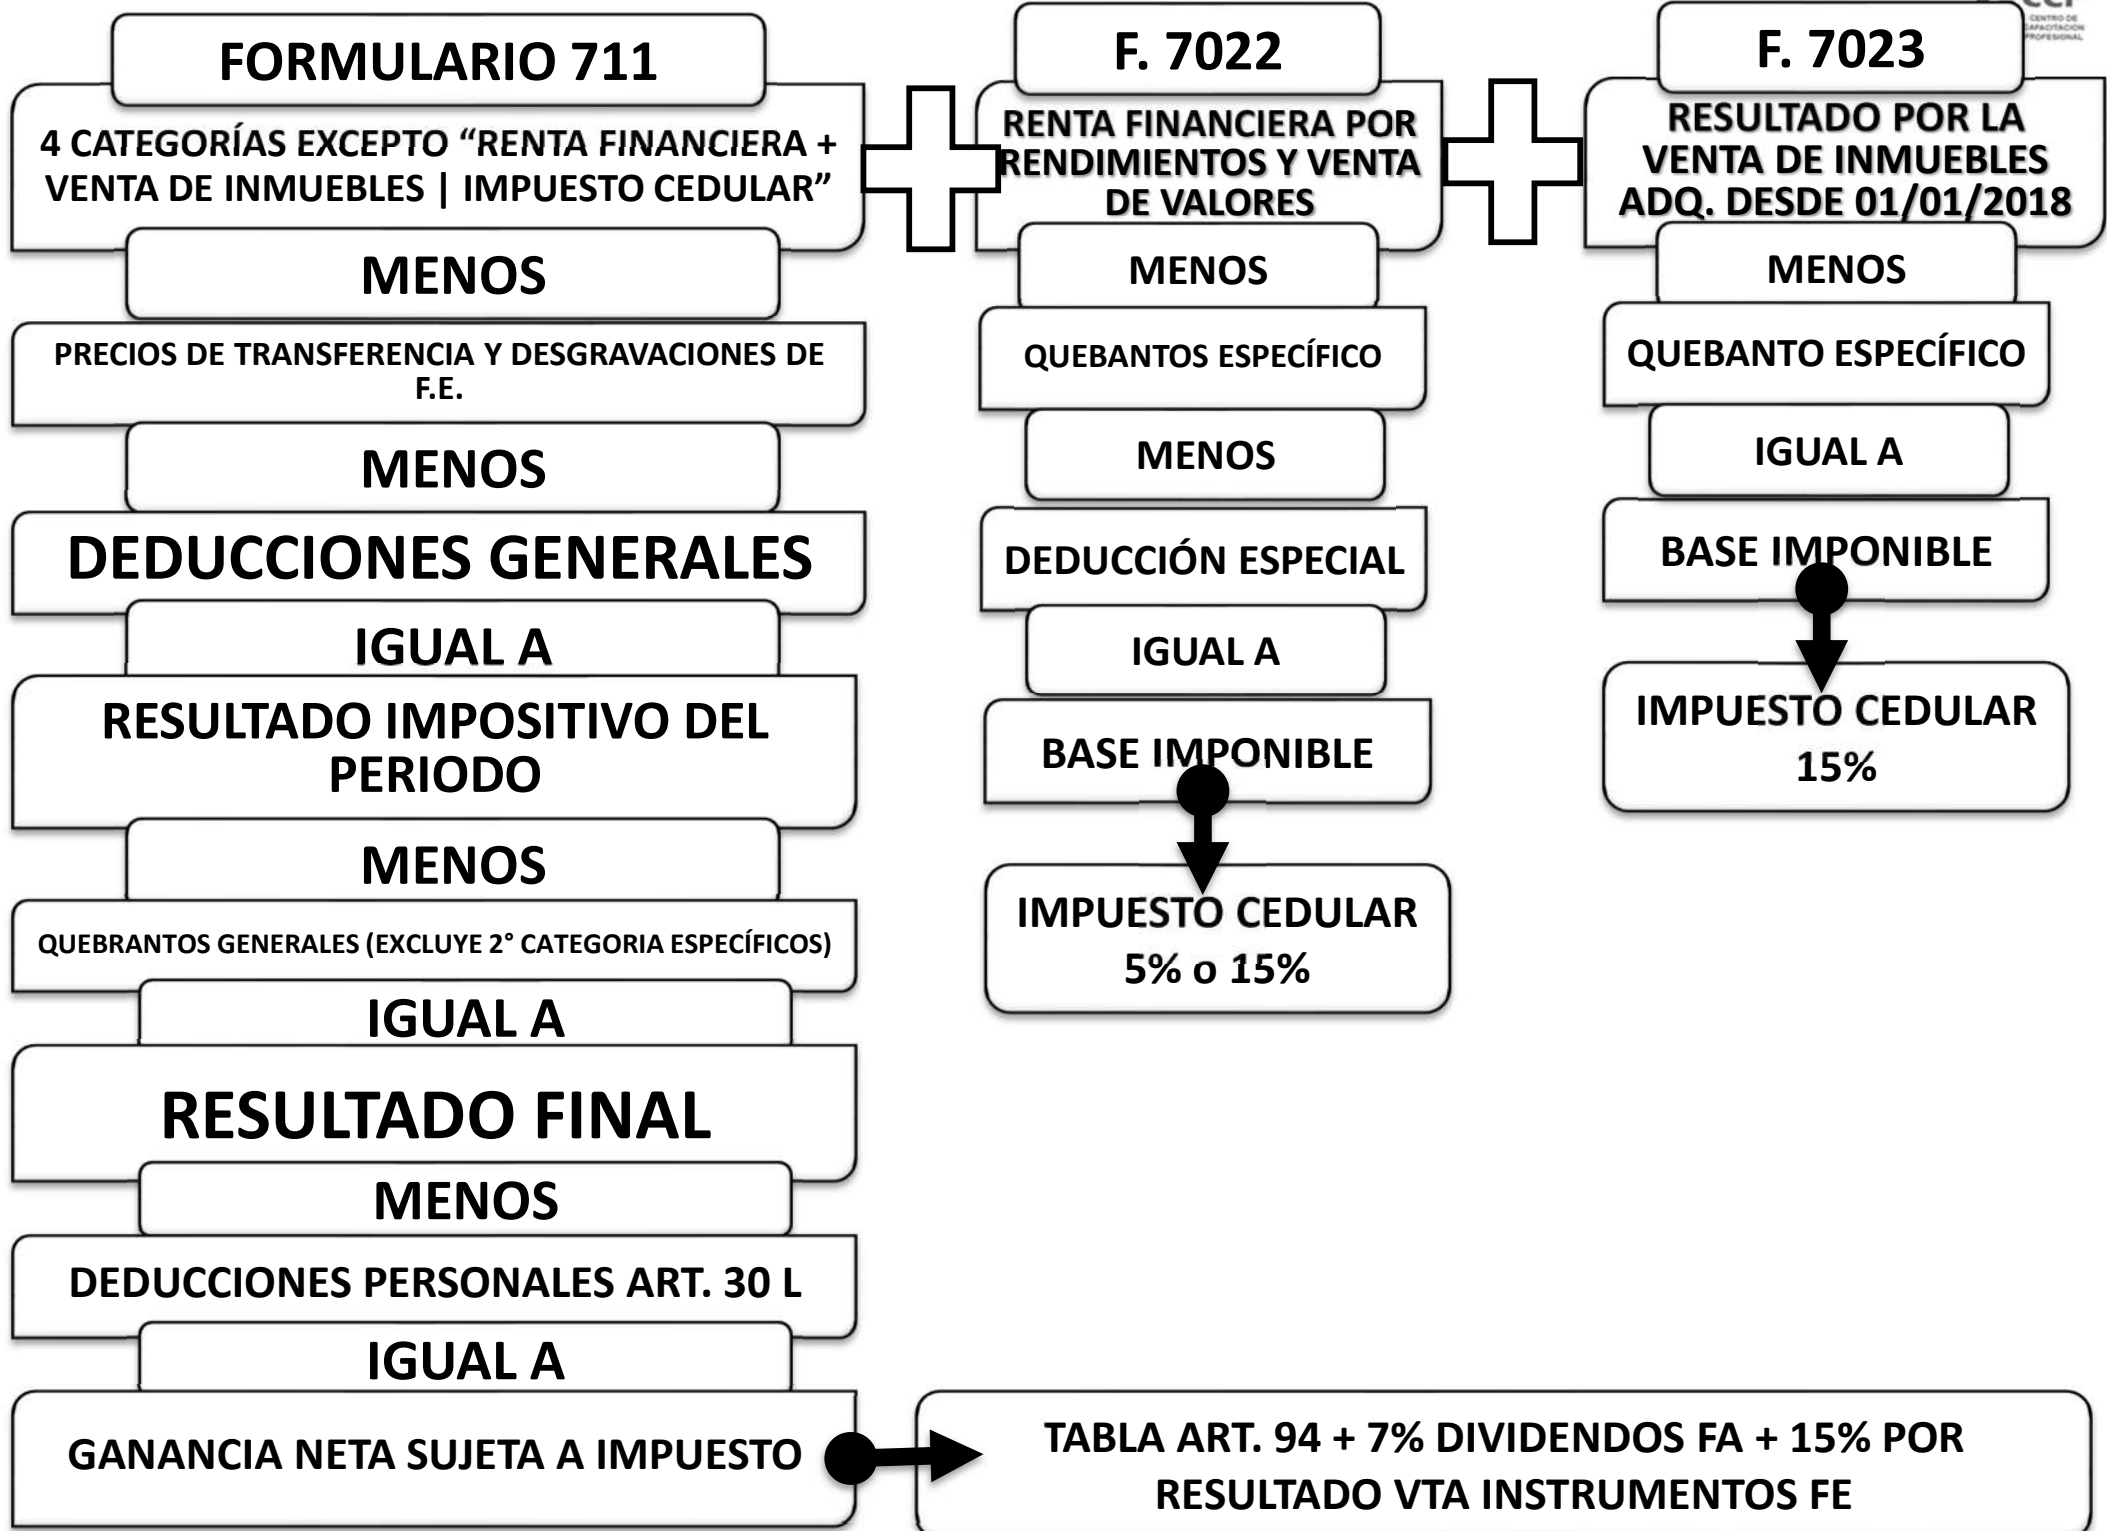 FORMULARIO 711
4 CATEGORÍAS EXCEPTO “RENTA FINANCIERA +
VENTA DE INMUEBLES | IMPUESTO CEDULAR”
MENOS
PRECIOS DE TRANSFERENCIA Y DESGRAVACIONES DE
F.E.
MENOS
DEDUCCIONES GENERALES
IGUAL A
RESULTADO IMPOSITIVO DEL
PERIODO
MENOS
QUEBRANTOS GENERALES (EXCLUYE 2° CATEGORIA ESPECÍFICOS)
IGUAL A
RESULTADO FINAL
MENOS
DEDUCCIONES PERSONALES ART. 30 L
IGUAL A
GANANCIA NETA SUJETA A IMPUESTO
TABLA ART. 94 + 7% DIVIDENDOS FA + 15% POR
RESULTADO VTA INSTRUMENTOS FE
F. 7022
RENTA FINANCIERA POR
RENDIMIENTOS Y VENTA
DE VALORES
MENOS
QUEBANTOS ESPECÍFICO
MENOS
DEDUCCIÓN ESPECIAL
IGUAL A
BASE IMPONIBLE
IMPUESTO CEDULAR
5% o 15%
F. 7023
RESULTADO POR LA
VENTA DE INMUEBLES
ADQ. DESDE 01/01/2018
MENOS
QUEBANTO ESPECÍFICO
IGUAL A
BASE IMPONIBLE
IMPUESTO CEDULAR
15%
CENTRO DE
CAPACITACION
PROFESIONAL